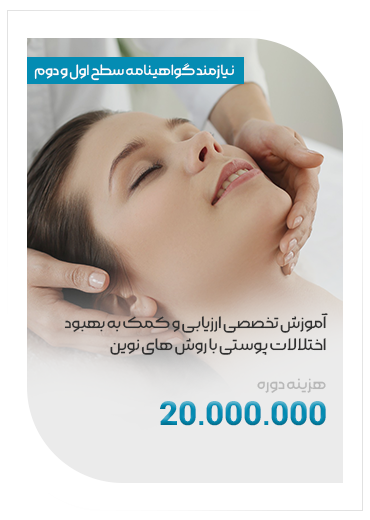 نیازمند گواهینامه سطح اول و دوم
آموزش تخصصی ارزیابی و کمک به بهبود
اختلالات پوستی با روش های نوین
هزینه دوره
20.000.000